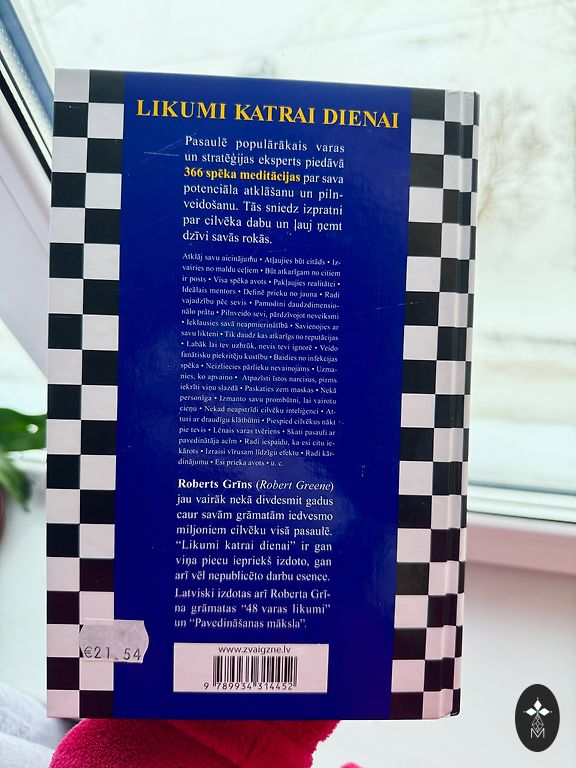 LIKUMI KATRAI DIENAI
Pasaulē populārākais varas
un stratēģijas eksperts piedāvā
366 spēka meditācijas par sava
potenciāla atklāšanu un piln-
veidošanu. Tās sniedz izpratni
par cilvēka dabu un ļauj ņemt
dzīvi savās rokās.
Atklāj savu aicinājumu • Atļaujies būt citāds • Iz-
vairies no maldu ceļiem • Būt atkarīgam no citiem
ir posts • Visa spēka avots • Pakļaujies realitātei •
Ideālais mentors • Definē prieku no jauna • Radi
vajadzību pēc sevis • Pamodini daudzdimensio-
nālo prātu • Pilnveido sevi, pārdzīvojot neveiksmi
• Ieklausies savā neapmierinātībā • Savienojies ar
savu likteni • Tik daudz kas atkarīgs no reputācijas
• Labāk lai tev uzbrūk, nevis tevi ignorē • Veido
fanātisku piekritēju kustību • Baidies no infekcijas
spēka • Neizliecies pārlieku nevainojams • Uzma-
nies, ko apvaino • Atpazīsti īstos narcisus, pirms
iekrīti viņu slazdā • Paskaties zem maskas • Nekā
personīga • Izmanto savu prombūtni, lai vairotu
cieņu • Nekad neapstrīdi cilvēku inteliģenci • At-
turi ar draudīgu klātbūtni • Piespied cilvēkus nākt
pie tevis • Lēnais varas tvēriens • Skati pasauli ar
pavedinātāja acīm • Radi iespaidu, ka esi citu ie-
kārots • Izraisi vīrusam līdzīgu efektu • Radi kār-
dinājumu • Esi prieka avots • u. c.
Roberts Grīns (Robert Greene)
jau vairāk nekā divdesmit gadus
caur savām grāmatām iedvesmo
miljoniem cilvēku visā pasaulē.
“Likumi katrai dienai” ir gan
viņa piecu iepriekš izdoto, gan
arī vēl nepublicēto darbu esence.
Latviski izdotas arī Roberta Grī-
na grāmatas “48 varas likumi”
un “Pavedināšanas māksla”.
www.zvaigzne.lv
€21.54
9 789934 314452
M